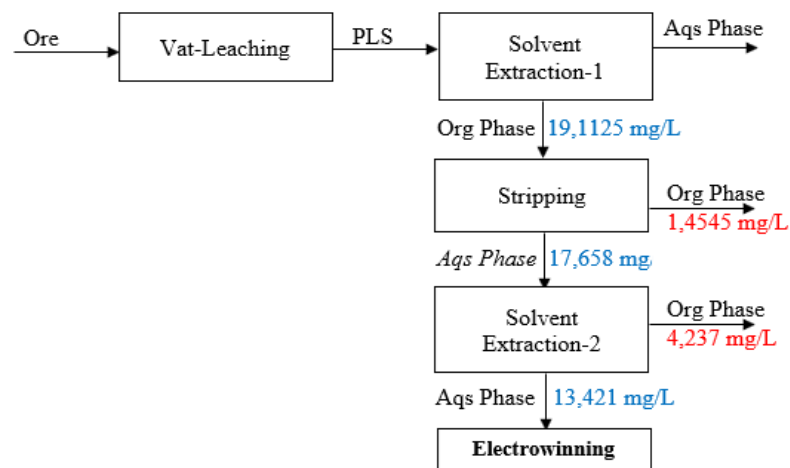 Ore
Vat-Leaching
PLS
Solvent
Extraction-1
Aqs Phase
Org Phase
19,1125 mg/L
Stripping
Org Phase
1,4545 mg/L
Aqs Phase
17,658 mg
Solvent
Extraction-2
Org Phase
4,237 mg/L
Aqs Phase
13,421 mg/L
Electrowinning